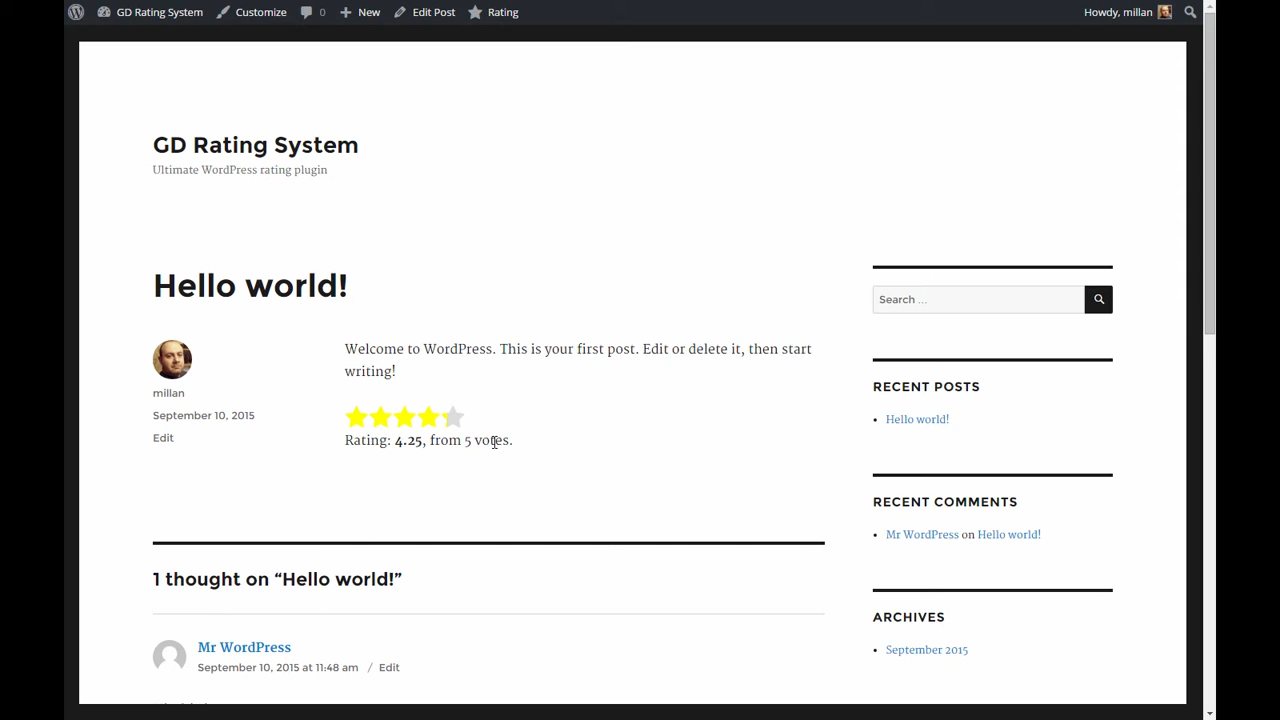 GD Rating System
Customize
0
New
Edit Post
Rating
Howdy, millan
GD Rating System
Ultimate WordPress rating plugin
Hello world!
millan
September 10, 2015
Edit
Welcome to WordPress. This is your first post. Edit or delete it, then start
writing!
Rating: 4.25, from 5 votes.
Search ...
RECENT POSTS
Hello world!
RECENT COMMENTS
Mr WordPress on Hello world!
ARCHIVES
September 2015
1 thought on “Hello world!”
Mr WordPress
September 10, 2015 at 11:48 am / Edit